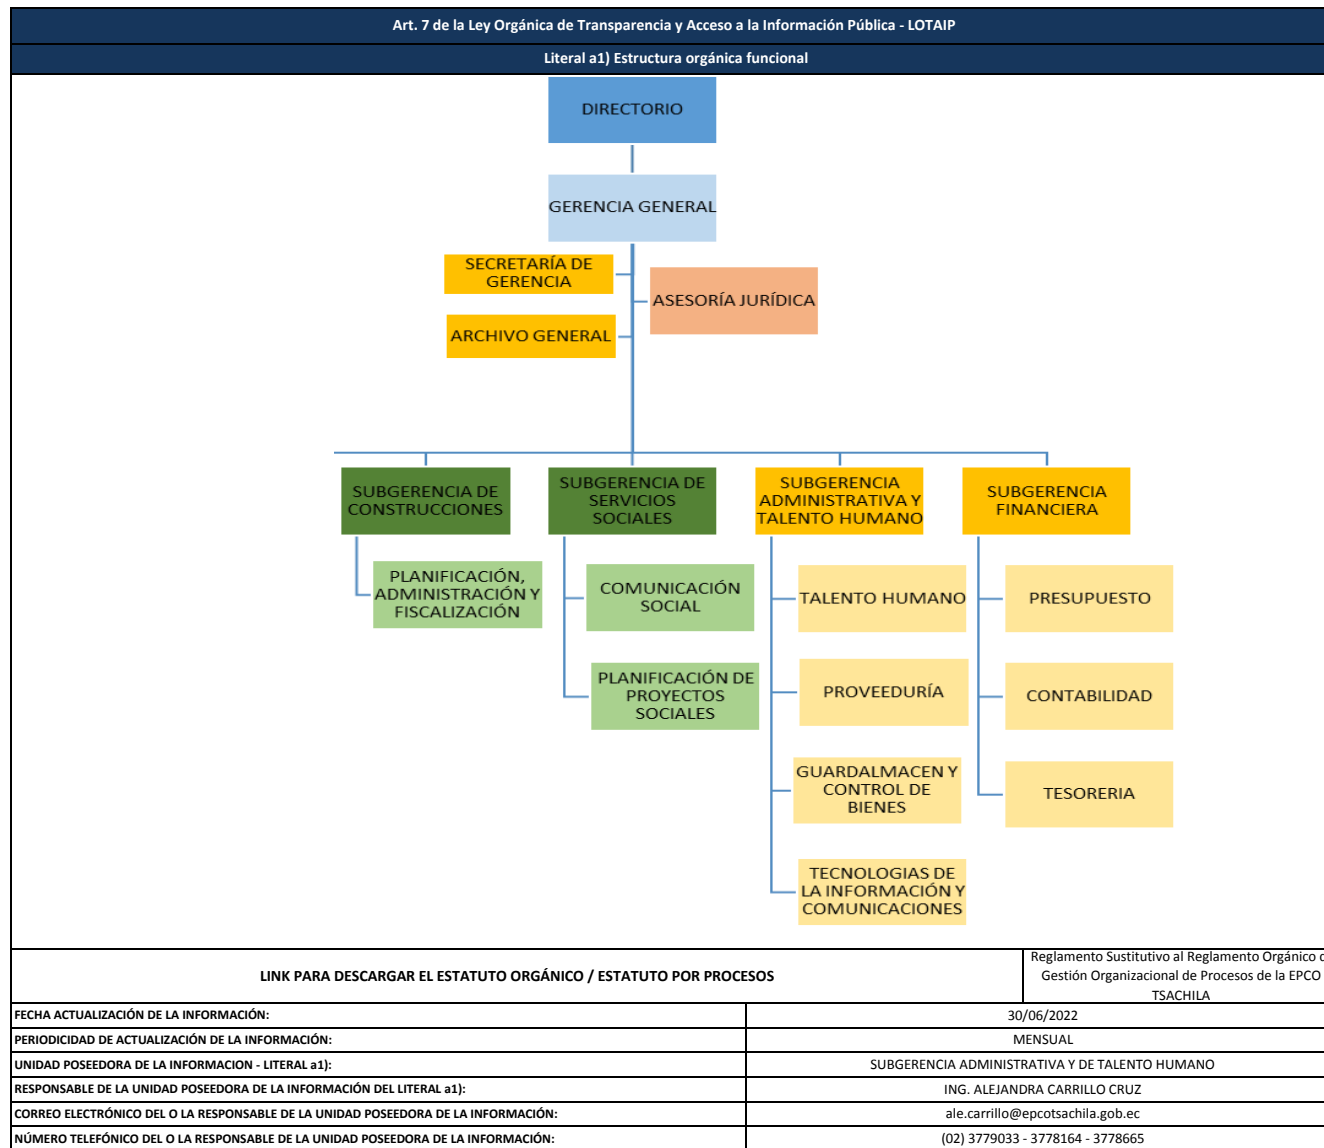 Art. 7 de la Ley Orgánica de Transparencia y Acceso a la Información Pública - LOTAIP
Literal a1) Estructura orgánica funcional
DIRECTORIO
GERENCIA GENERAL
SECRETARÍA DE
GERENCIA
ASESORÍA JURÍDICA
ARCHIVO GENERAL
SUBGERENCIA DE
CONSTRUCCIONES
PLANIFICACIÓN,
ADMINISTRACIÓN Y
FISCALIZACIÓN
SUBGERENCIA DE
SERVICIOS
SOCIALES
COMUNICACIÓN
SOCIAL
PLANIFICACIÓN DE
PROYECTOS
SOCIALES
SUBGERENCIA
ADMINISTRATIVA Y
TALENTO HUMANO
TALENTO HUMANO
PROVEEDURÍA
GUARDALMACEN Y
CONTROL DE
BIENES
TECNOLOGIAS DE
LA INFORMACIÓN Y
COMUNICACIONES
SUBGERENCIA
FINANCIERA
PRESUPUESTO
CONTABILIDAD
TESORERIA
LINK PARA DESCARGAR EL ESTATUTO ORGÁNICO / ESTATUTO POR PROCESOS
Reglamento Sustitutivo al Reglamento Orgánico
Gestión Organizacional de Procesos de la EPCO
TSACHILA
FECHA ACTUALIZACIÓN DE LA INFORMACIÓN: 30/06/2022
PERIODICIDAD DE ACTUALIZACIÓN DE LA INFORMACIÓN: MENSUAL
UNIDAD POSEEDORA DE LA INFORMACION - LITERAL a1): SUBGERENCIA ADMINISTRATIVA Y DE TALENTO HUMANO
RESPONSABLE DE LA UNIDAD POSEEDORA DE LA INFORMACIÓN DEL LITERAL a1): ING. ALEJANDRA CARRILLO CRUZ
CORREO ELECTRÓNICO DEL O LA RESPONSABLE DE LA UNIDAD POSEEDORA DE LA INFORMACIÓN: ale.carrillo@epcotsachila.gob.ec
NÚMERO TELEFÓNICO DEL O LA RESPONSABLE DE LA UNIDAD POSEEDORA DE LA INFORMACIÓN: (02) 3779033 - 3778164 - 3778665